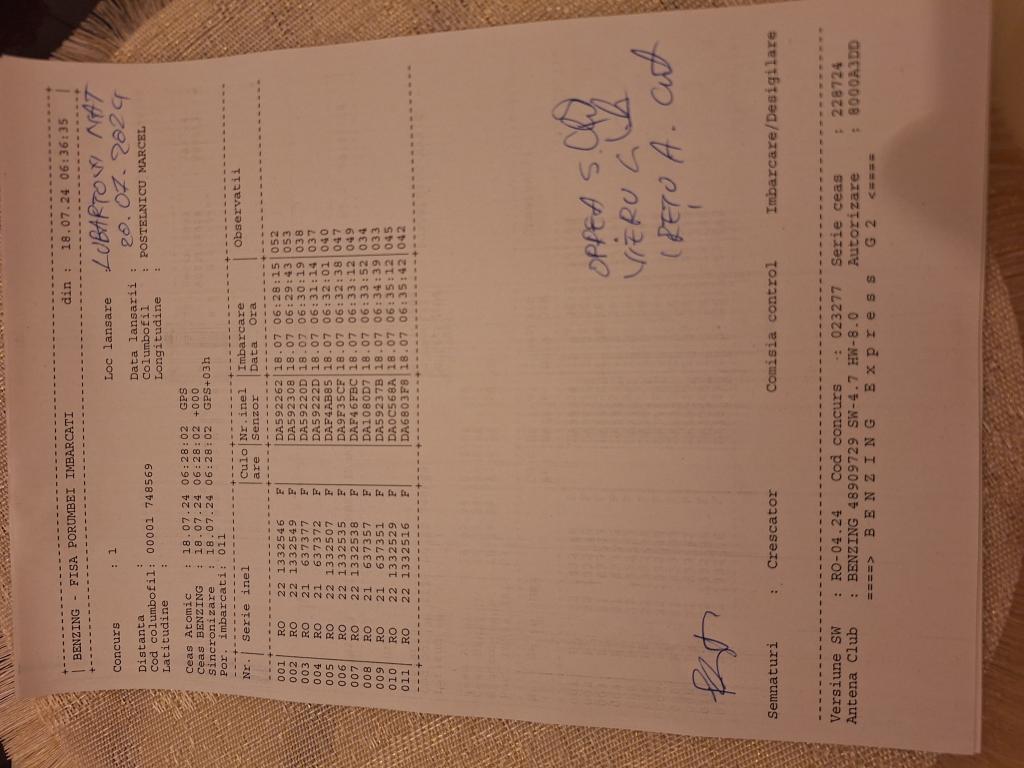 BENZING - FISA PORUMBEI IMBARCATI din : 18.07.24 06:36:35
Concurs : 1 Loc lansare : LUBARTOW NAT
Data lansarii : 20.07.2024
Distanta : Columbofil : POSTELNICU MARCEL
Cod columbofil: 00001 748569 Longitudine :
Latitudine :
Ceas Atomic : 18.07.24 06:28:02 GPS
Ceas BENZING : 18.07.24 06:28:02 +000
Sincronizare : 18.07.24 06:28:02 GPS+03h
Por. imbarcati: 011
Nr. Serie inel Culo Nr.inel Imbarcare Observatii
are Senzor Data Ora
001 RO 22 1332546 F DA592262 18.07 06:28:15 052
002 RO 22 1332549 F DA592308 18.07 06:29:43 053
003 RO 21 637377 F DA59220D 18.07 06:30:19 038
004 RO 21 637372 F DA59222D 18.07 06:31:14 037
005 RO 22 1332507 F DAF4AB85 18.07 06:32:01 040
006 RO 22 1332535 F DA9F35CF 18.07 06:32:38 047
007 RO 22 1332538 F DAF46FBC 18.07 06:33:12 049
008 RO 21 637357 F DA1080D7 18.07 06:33:52 034
009 RO 21 637351 F DA59237B 18.07 06:34:39 033
010 RO 22 1332529 F DA0C568A 18.07 06:35:12 045
011 RO 22 1332516 F DA6803F8 18.07 06:35:42 042
OPREA S
VIERU G
CRETU A.
Semnaturi : Crescator Comisia control Imbarcare/Desigilare
Versiune SW : RO-04.24 Cod concurs .: 023277 Serie ceas : 228724
Antena Club : BENZING 48909729 SW-4.7 HW-8.0 Autorizare : 8000A3DD
====> B E N Z I N G E x p r e s s G 2 <====